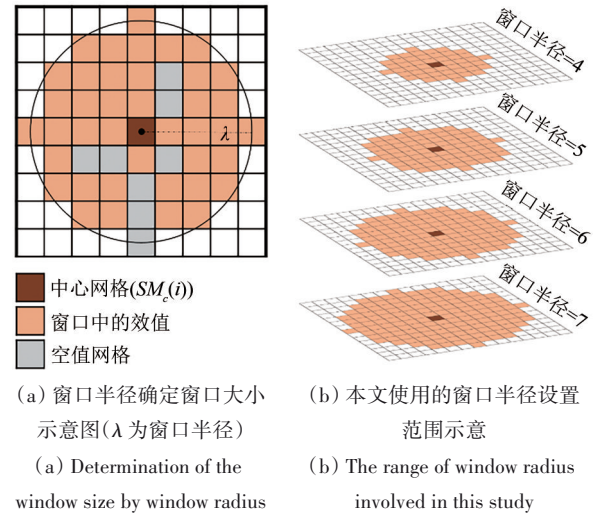 λ
中心网格(SMc(i))
窗口中的效值
空值网格
窗口半径=4
窗口半径=5
窗口半径=6
窗口半径=7
(a) 窗口半径确定窗口大小
示意图(λ 为窗口半径)
(a) Determination of the
window size by window radius
(b) 本文使用的窗口半径设置
范围示意
(b) The range of window radius
involved in this study